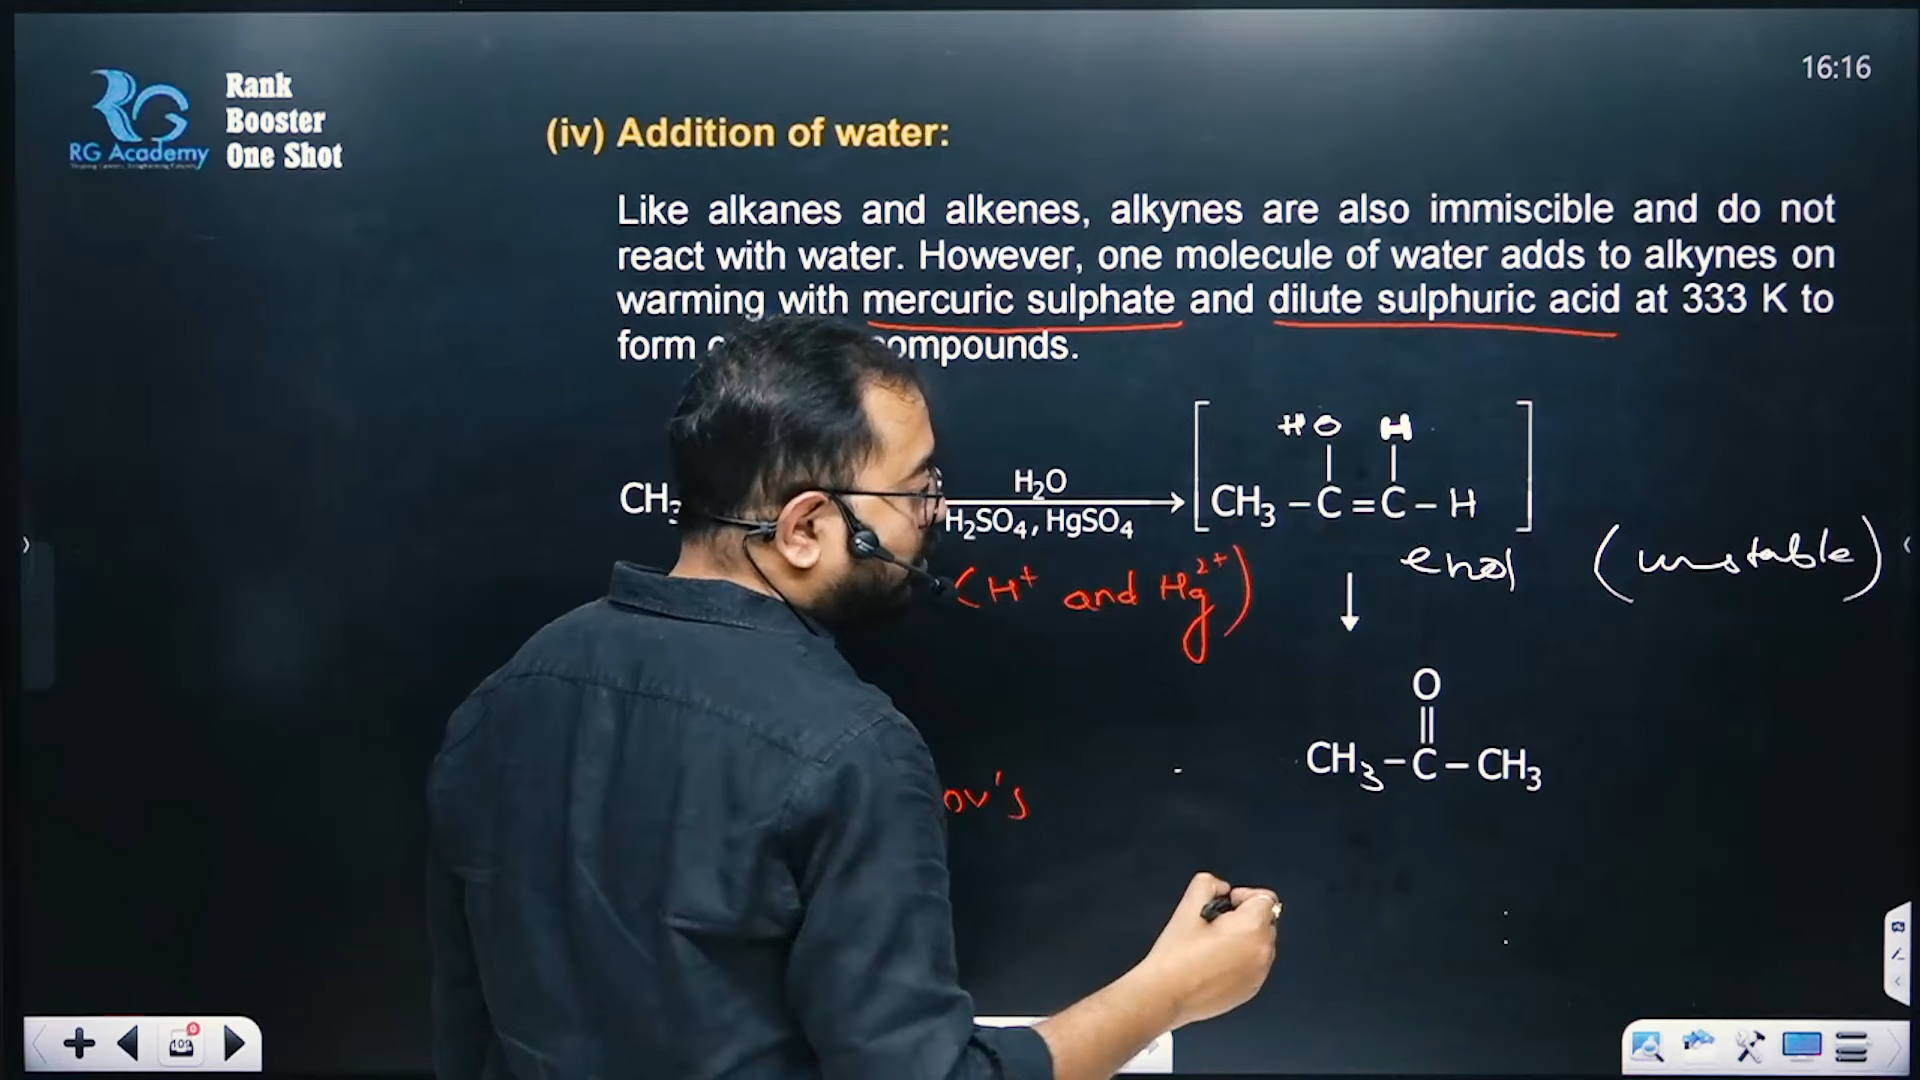 Rank
Booster
One Shot
RG Academy
16:16
(iv) Addition of water:
Like alkanes and alkenes, alkynes are also immiscible and do not
react with water. However, one molecule of water adds to alkynes on
warming with mercuric sulphate and dilute sulphuric acid at 333 K to
form ompounds.
HO H
CH₃ H₂O CH₃ – C = C – H
H₂SO₄, HgSO₄
enol (unstable)
(H⁺ and Hg²⁺)
O
||
CH₃ – C – CH₃
ov's
109
0